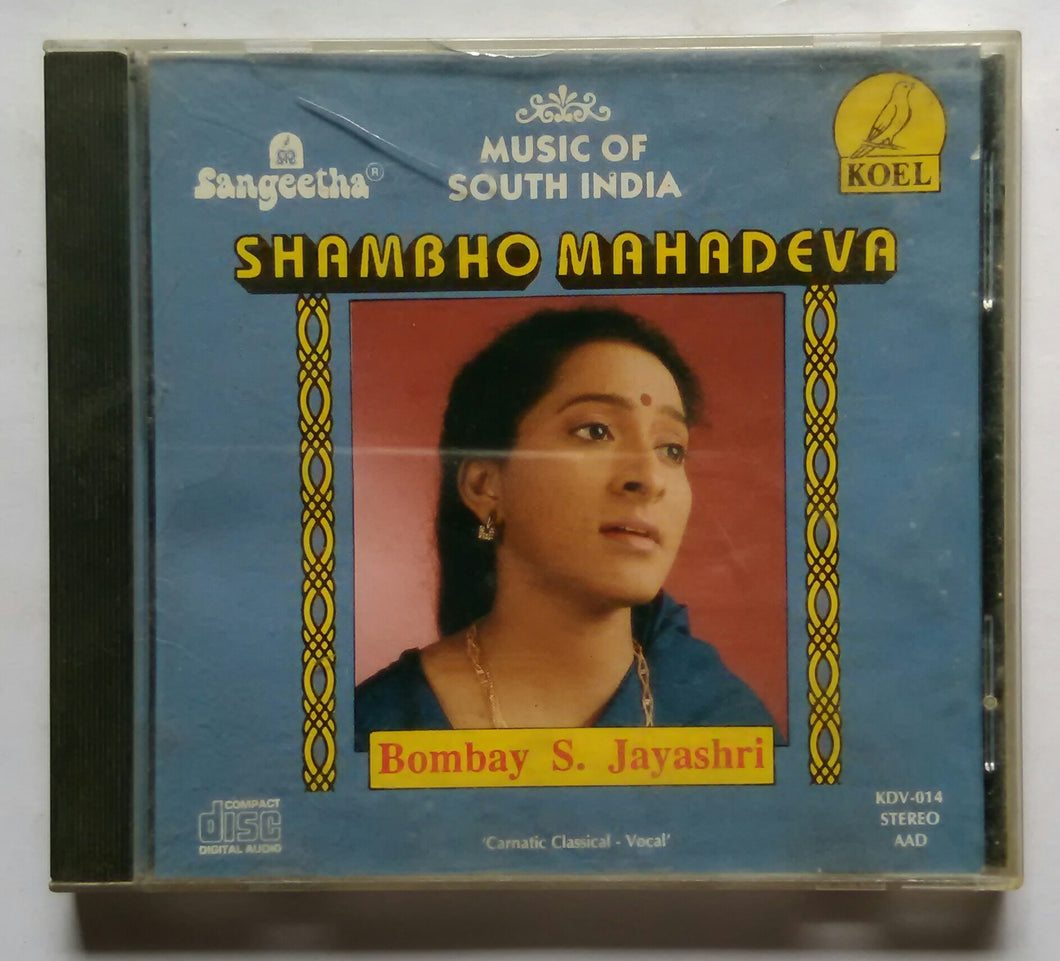 Sangeetha®
MUSIC OF
SOUTH INDIA
KOEL
SHAMBHO MAHADEVA
Bombay S. Jayashri
COMPACT
disc
DIGITAL AUDIO
'Carnatic Classical - Vocal'
KDV-014
STEREO
AAD